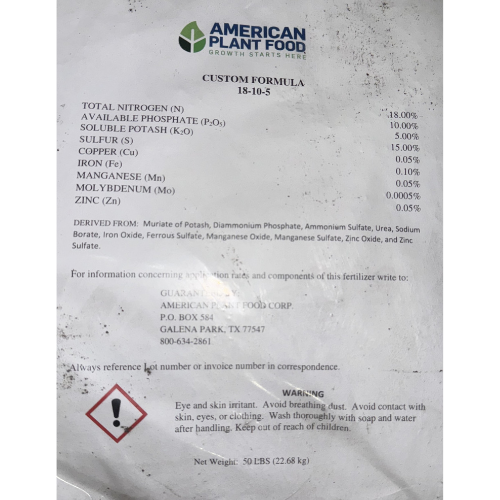 AMERICAN
PLANT FOOD
GROWTH STARTS HERE
CUSTOM FORMULA
18-10-5
TOTAL NITROGEN (N) 18.00%
AVAILABLE PHOSPHATE (P₂O₅) 10.00%
SOLUBLE POTASH (K₂O) 5.00%
SULFUR (S) 15.00%
COPPER (Cu) 0.05%
IRON (Fe) 0.10%
MANGANESE (Mn) 0.05%
MOLYBDENUM (Mo) 0.0005%
ZINC (Zn) 0.05%
DERIVED FROM: Muriate of Potash, Diammonium Phosphate, Ammonium Sulfate, Urea, Sodium
Borate, Iron Oxide, Ferrous Sulfate, Manganese Oxide, Manganese Sulfate, Zinc Oxide, and Zinc
Sulfate.
For information concerning application rates and components of this fertilizer write to:
AMERICAN PLANT FOOD CORP.
P.O. BOX 584
GALENA PARK, TX 77547
800-634-2861
Always reference Lot number or invoice number in correspondence.
WARNING
Eye and skin irritant. Avoid breathing dust. Avoid contact with
skin, eyes, or clothing. Wash thoroughly with soap and water
after handling. Keep out of reach of children.
Net Weight: 50 LBS (22.68 kg)